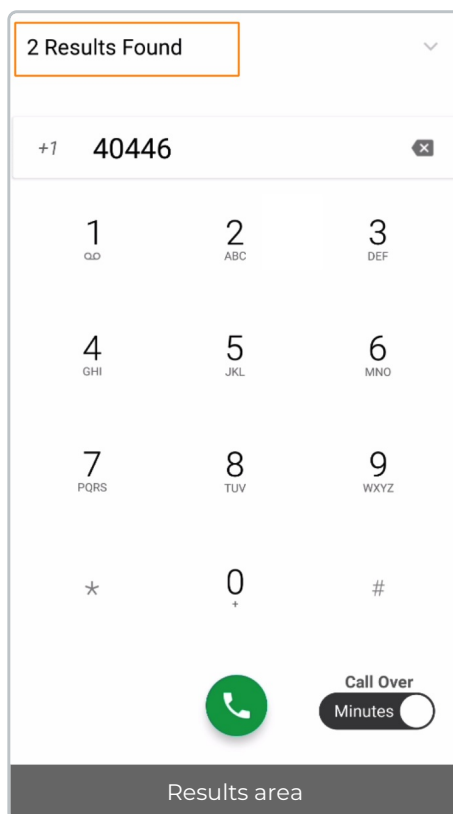 2 Results Found
+1 40446
1 2 3
ABC DEF
4 5 6
GHI JKL MNO
7 8 9
PQRS TUV WXYZ
* 0 #
+
Call Over
Minutes
Results area